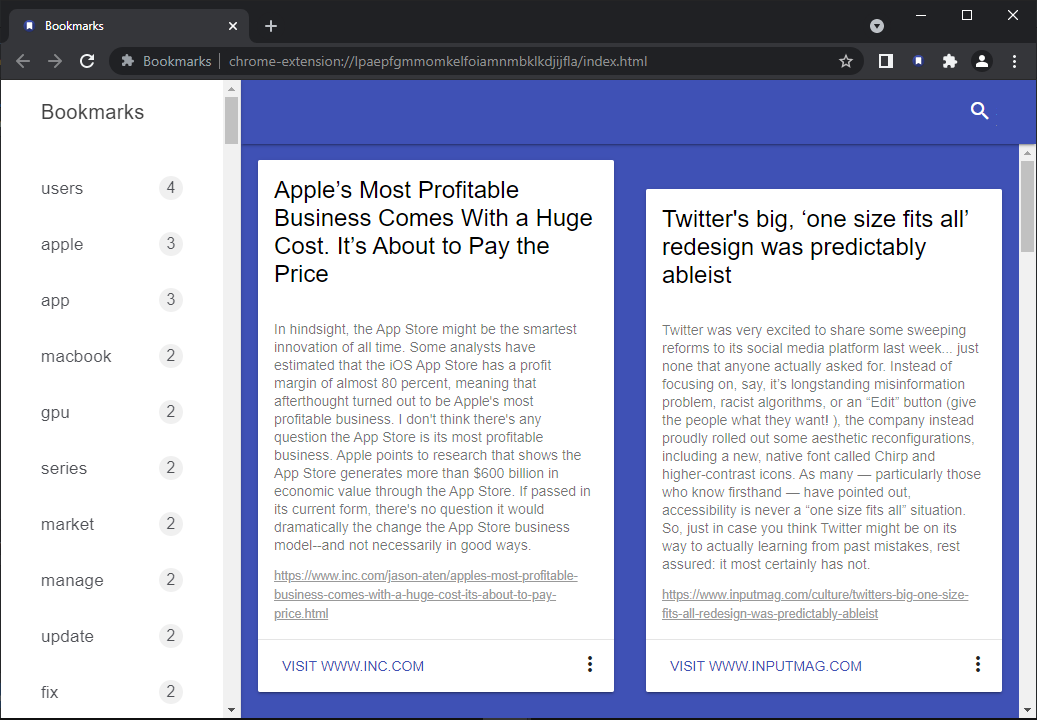 Bookmarks
Bookmarks
chrome-extension://lpaepfgmmomkelfoiamnmbklkdjijfla/index.html
Bookmarks
users 4
apple 3
app 3
macbook 2
gpu 2
series 2
market 2
manage 2
update 2
fix 2
Apple’s Most Profitable
Business Comes With a Huge
Cost. It’s About to Pay the
Price
In hindsight, the App Store might be the smartest
innovation of all time. Some analysts have
estimated that the iOS App Store has a profit
margin of almost 80 percent, meaning that
afterthought turned out to be Apple's most
profitable business. I don't think there's any
question the App Store is its most profitable
business. Apple points to research that shows the
App Store generates more than $600 billion in
economic value through the App Store. If passed in
its current form, there's no question it would
dramatically the change the App Store business
model--and not necessarily in good ways.
https://www.inc.com/jason-aten/apples-most-profitable-
business-comes-with-a-huge-cost-its-about-to-pay-
price.html
VISIT WWW.INC.COM
Twitter's big, ‘one size fits all’
redesign was predictably
ableist
Twitter was very excited to share some sweeping
reforms to its social media platform last week... just
none that anyone actually asked for. Instead of
focusing on, say, it’s longstanding misinformation
problem, racist algorithms, or an “Edit” button (give
the people what they want! ), the company instead
proudly rolled out some aesthetic reconfigurations,
including a new, native font called Chirp and
higher-contrast icons. As many — particularly those
who know firsthand — have pointed out,
accessibility is never a “one size fits all” situation.
So, just in case you think Twitter might be on its
way to actually learning from past mistakes, rest
assured: it most certainly has not.
https://www.inputmag.com/culture/twitters-big-one-size-
fits-all-redesign-was-predictably-ableist
VISIT WWW.INPUTMAG.COM